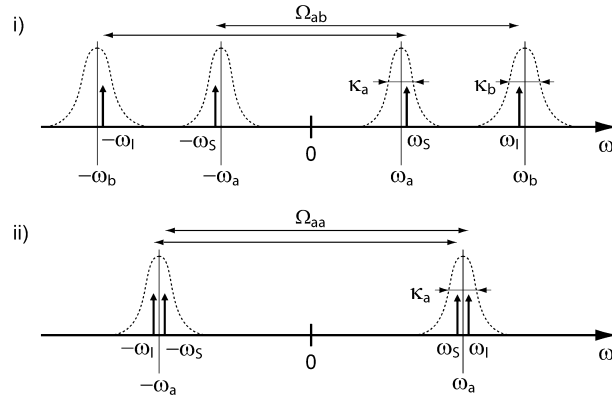 i)
Ω_ab
κ_a κ_b
−ω_I −ω_S 0 ω_S ω_I ω
−ω_b −ω_a ω_a ω_b
ii)
Ω_aa
κ_a
−ω_I −ω_S 0 ω_S ω_I ω
−ω_a ω_a